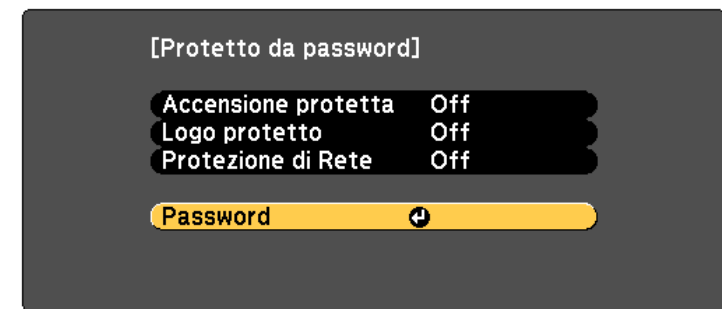 [Protetto da password]
Accensione protetta Off
Logo protetto Off
Protezione di Rete Off
Password